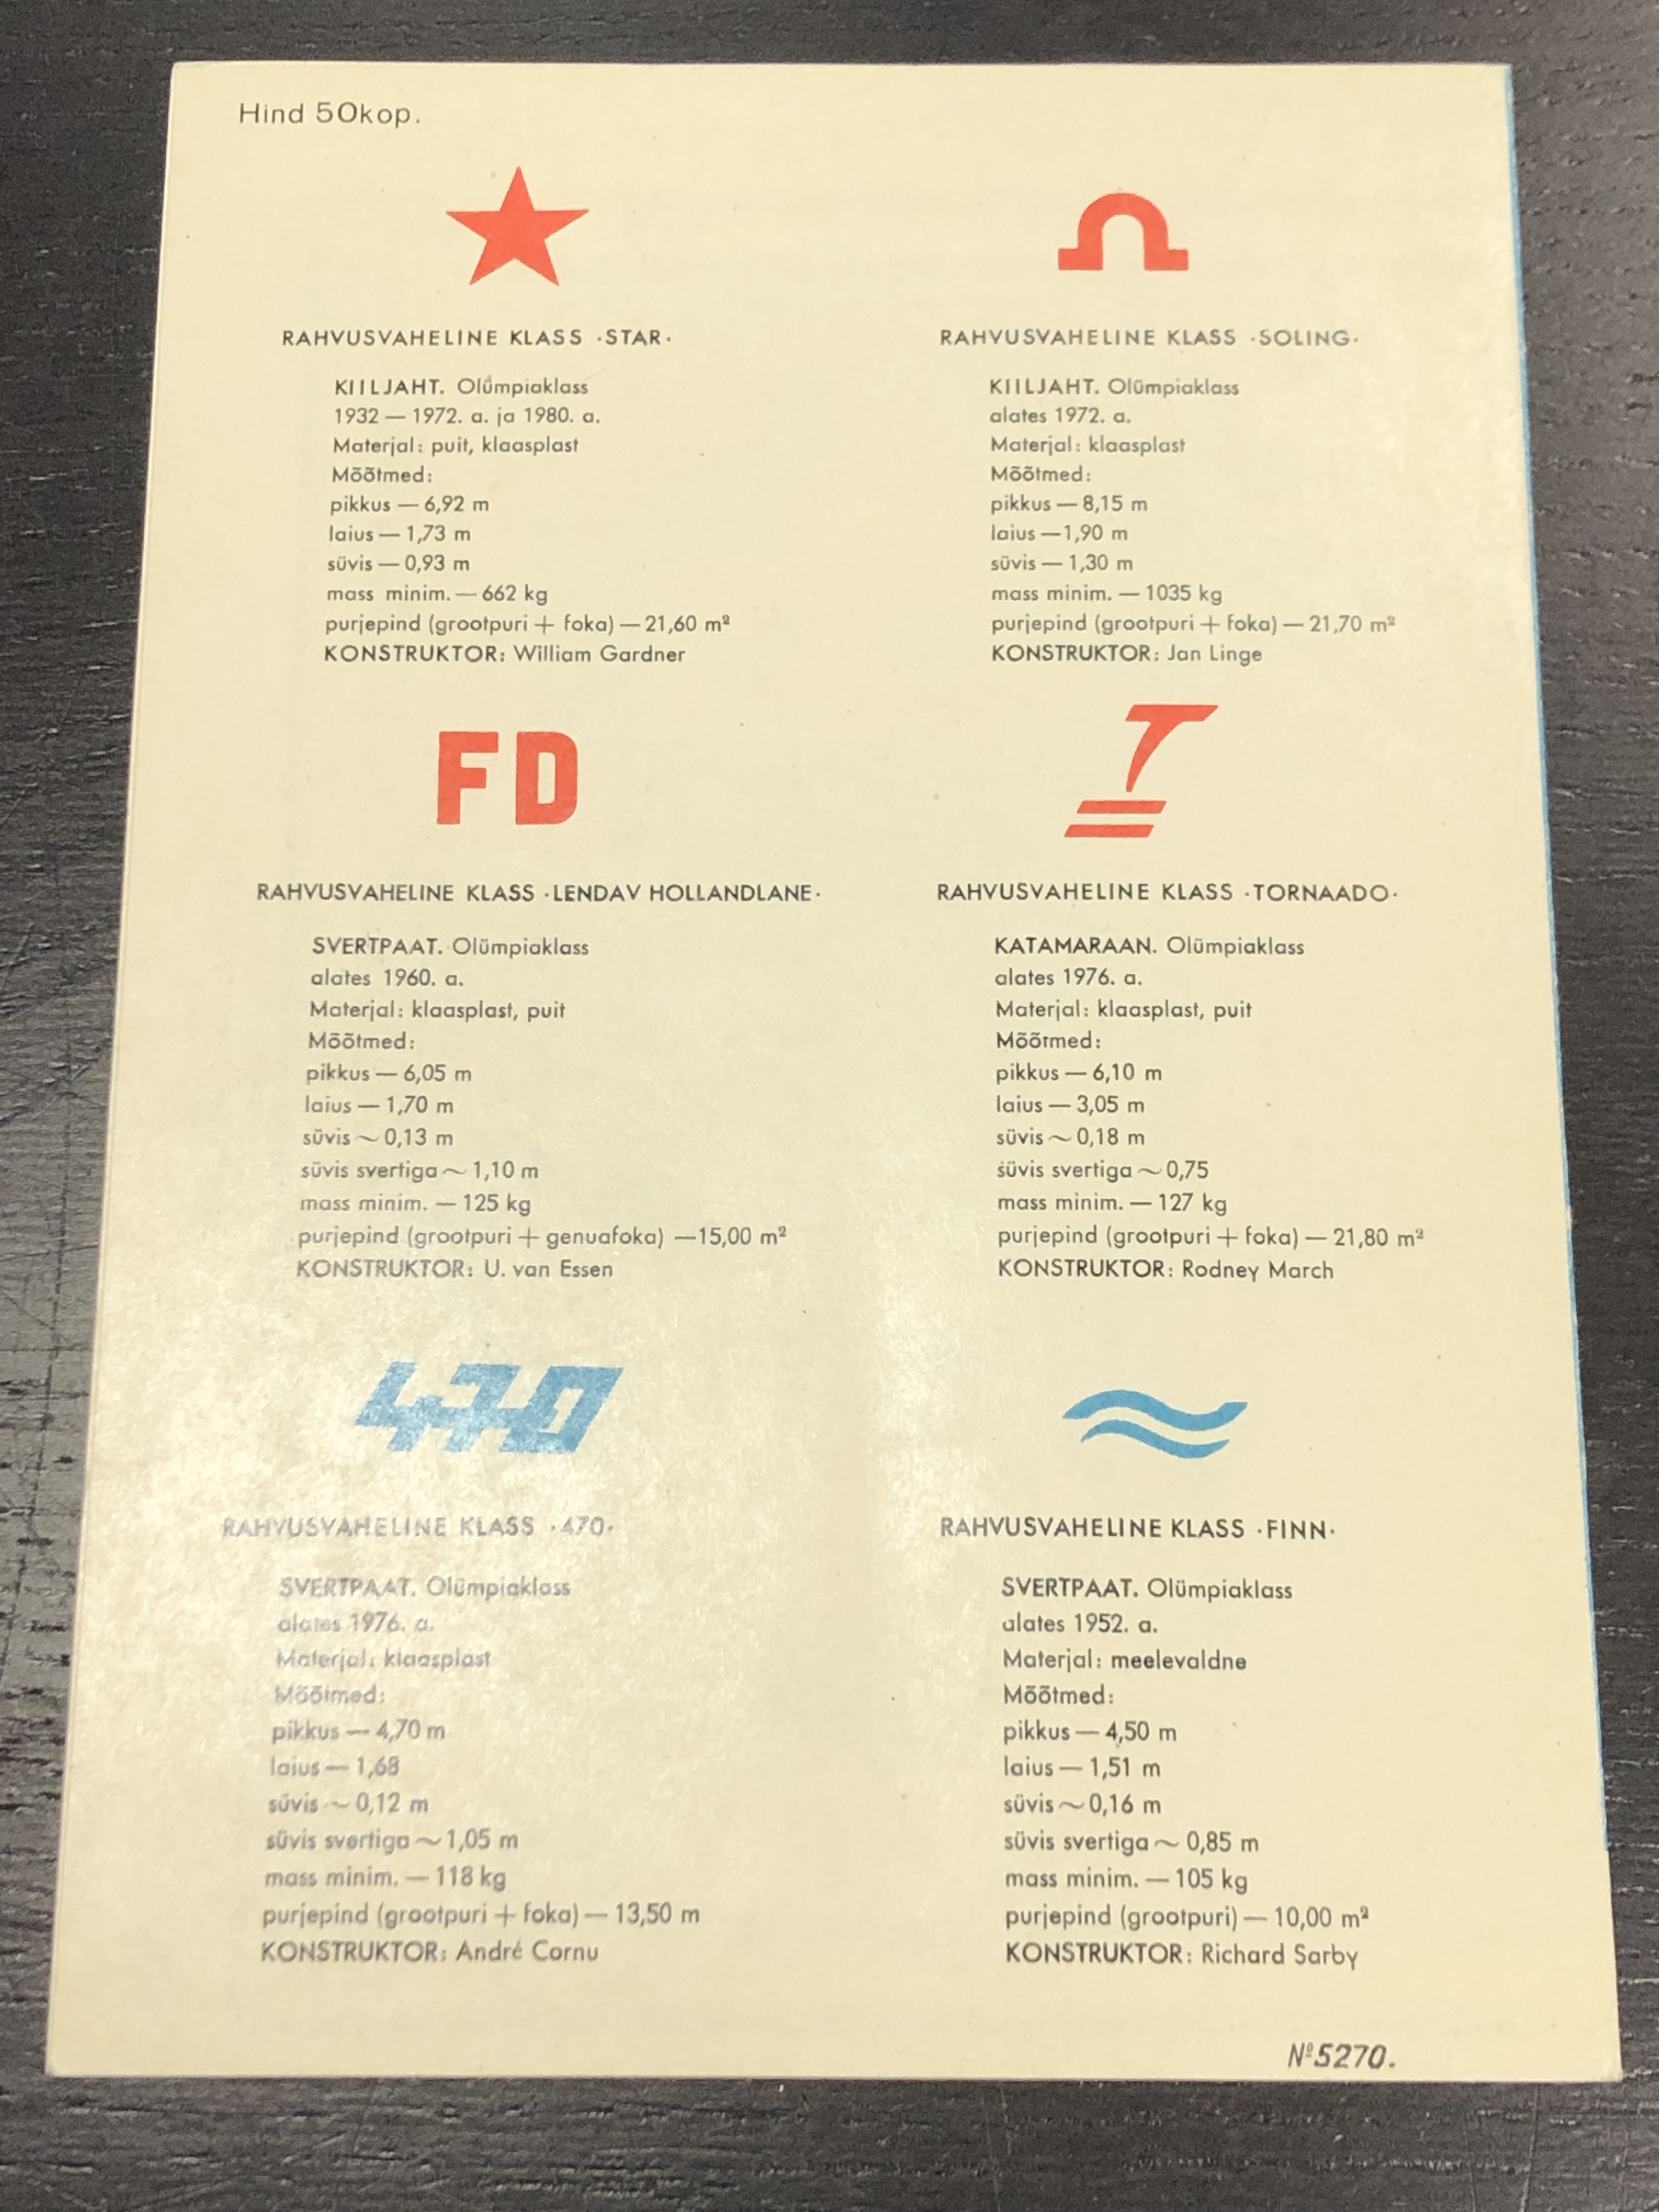 Hind 50kop.
RAHVUSVAHELINE KLASS ·STAR·
KIILJAHT. Olümpiaklass
1932 — 1972. a. ja 1980. a.
Materjal: puit, klaasplast
Mõõtmed:
pikkus — 6,92 m
laius — 1,73 m
süvis — 0,93 m
mass minim. — 662 kg
purjepind (grootpuri + foka) — 21,60 m²
KONSTRUKTOR: William Gardner
RAHVUSVAHELINE KLASS ·SOLING·
KIILJAHT. Olümpiaklass
alates 1972. a.
Materjal: klaasplast
Mõõtmed:
pikkus — 8,15 m
laius — 1,90 m
süvis — 1,30 m
mass minim. — 1035 kg
purjepind (grootpuri + foka) — 21,70 m²
KONSTRUKTOR: Jan Linge
FD
RAHVUSVAHELINE KLASS ·LENDAV HOLLANDLANE·
SVERTPAAT. Olümpiaklass
alates 1960. a.
Materjal: klaasplast, puit
Mõõtmed:
pikkus — 6,05 m
laius — 1,70 m
süvis ~ 0,13 m
süvis svertiga ~ 1,10 m
mass minim. — 125 kg
purjepind (grootpuri + genuafoka) — 15,00 m²
KONSTRUKTOR: U. van Essen
T
RAHVUSVAHELINE KLASS ·TORNAADO·
KATAMARAAN. Olümpiaklass
alates 1976. a.
Materjal: klaasplast, puit
Mõõtmed:
pikkus — 6,10 m
laius — 3,05 m
süvis ~ 0,18 m
süvis svertiga ~ 0,75
mass minim. — 127 kg
purjepind (grootpuri + foka) — 21,80 m²
KONSTRUKTOR: Rodney March
470
RAHVUSVAHELINE KLASS ·470·
SVERTPAAT. Olümpiaklass
alates 1976. a.
Materjal: klaasplast
Mõõtmed:
pikkus — 4,70 m
laius — 1,68
süvis ~ 0,12 m
süvis svertiga ~ 1,05 m
mass minim. — 118 kg
purjepind (grootpuri + foka) — 13,50 m
KONSTRUKTOR: André Cornu
RAHVUSVAHELINE KLASS ·FINN·
SVERTPAAT. Olümpiaklass
alates 1952. a.
Materjal: meelevaldne
Mõõtmed:
pikkus — 4,50 m
laius — 1,51 m
süvis ~ 0,16 m
süvis svertiga ~ 0,85 m
mass minim. — 105 kg
purjepind (grootpuri) — 10,00 m²
KONSTRUKTOR: Richard Sarby
№5270.